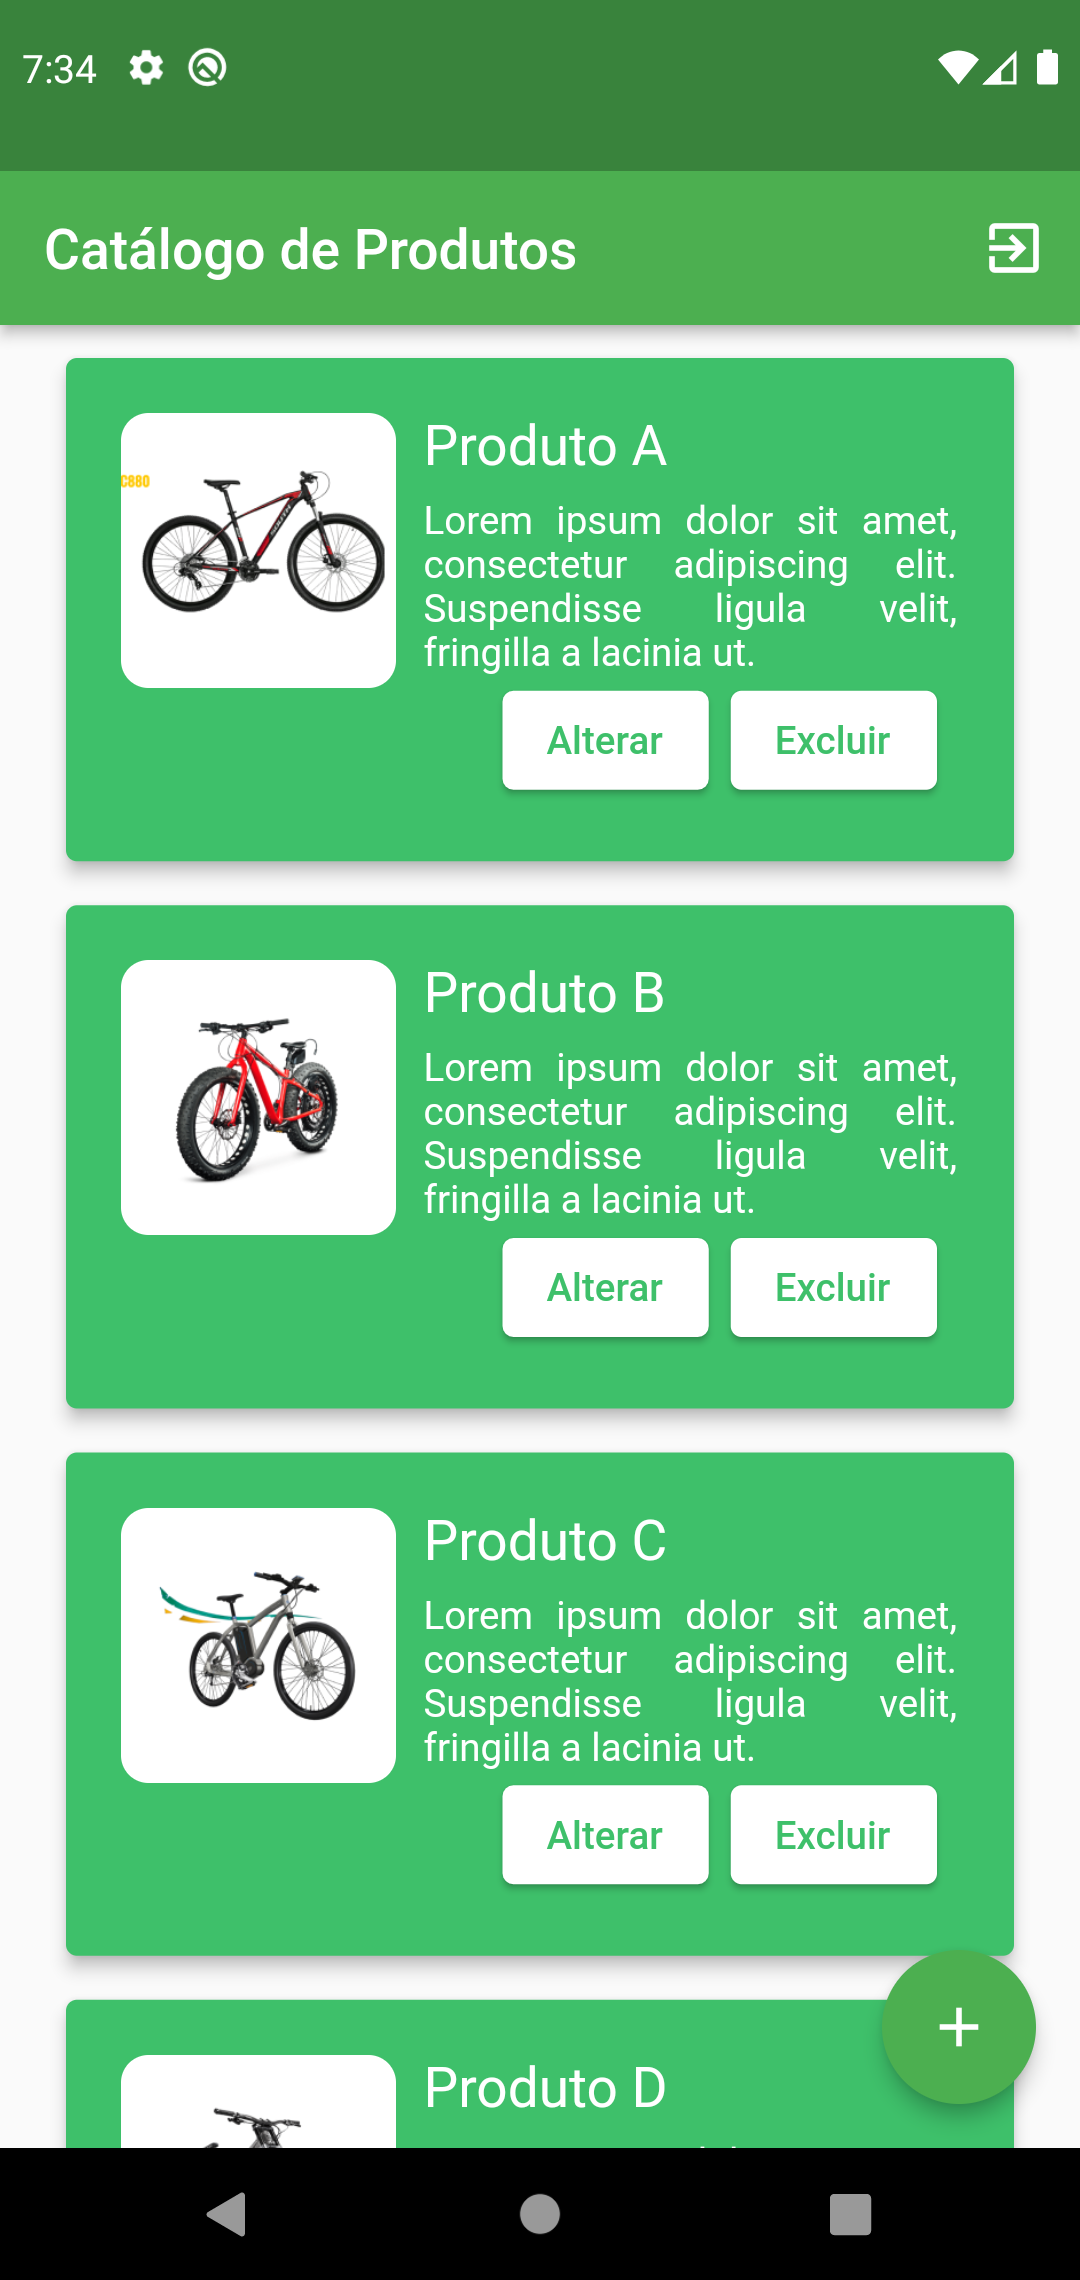 7:34
Catálogo de Produtos
C880
SOUTH
Produto A
Lorem ipsum dolor sit amet,
consectetur adipiscing elit.
Suspendisse ligula velit,
fringilla a lacinia ut.
Alterar Excluir
Produto B
Lorem ipsum dolor sit amet,
consectetur adipiscing elit.
Suspendisse ligula velit,
fringilla a lacinia ut.
Alterar Excluir
Produto C
Lorem ipsum dolor sit amet,
consectetur adipiscing elit.
Suspendisse ligula velit,
fringilla a lacinia ut.
Alterar Excluir
Produto D